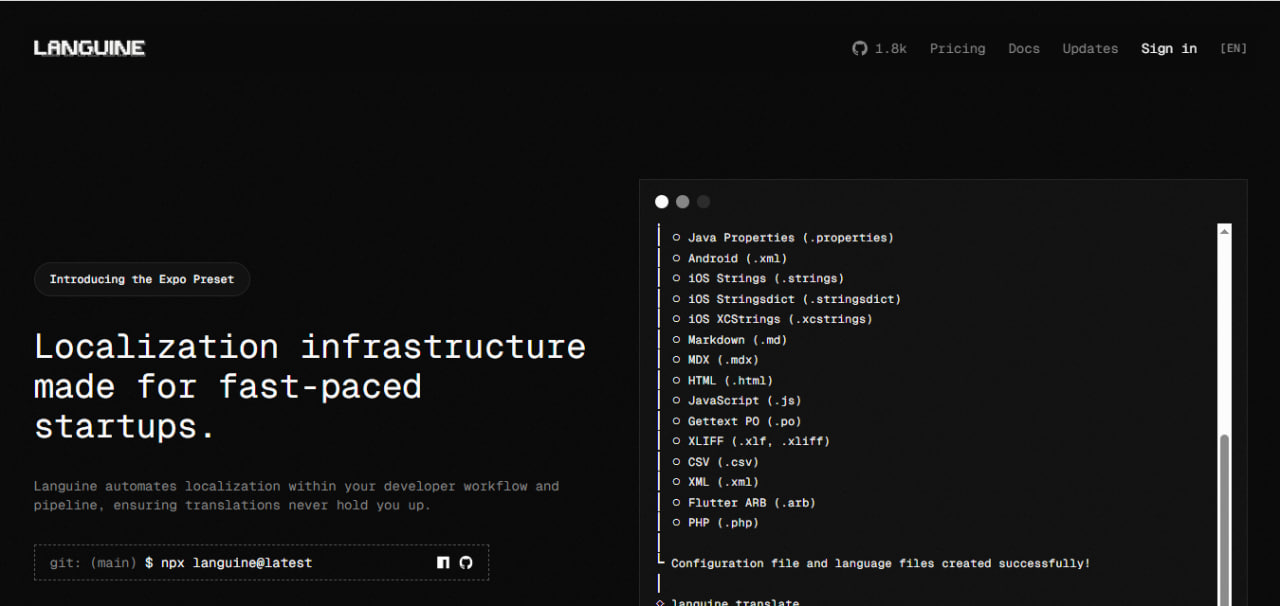 LANGUINE
1.8k Pricing Docs Updates Sign in [EN]
Introducing the Expo Preset
Localization infrastructure
made for fast-paced
startups.
Languine automates localization within your developer workflow and
pipeline, ensuring translations never hold you up.
git: (main) $ npx languine@latest
Java Properties (.properties)
Android (.xml)
iOS Strings (.strings)
iOS Stringsdict (.stringsdict)
iOS XCStrings (.xcstrings)
Markdown (.md)
MDX (.mdx)
HTML (.html)
JavaScript (.js)
Gettext PO (.po)
XLIFF (.xlf, .xliff)
CSV (.csv)
XML (.xml)
Flutter ARB (.arb)
PHP (.php)
Configuration file and language files created successfully!
languine translate